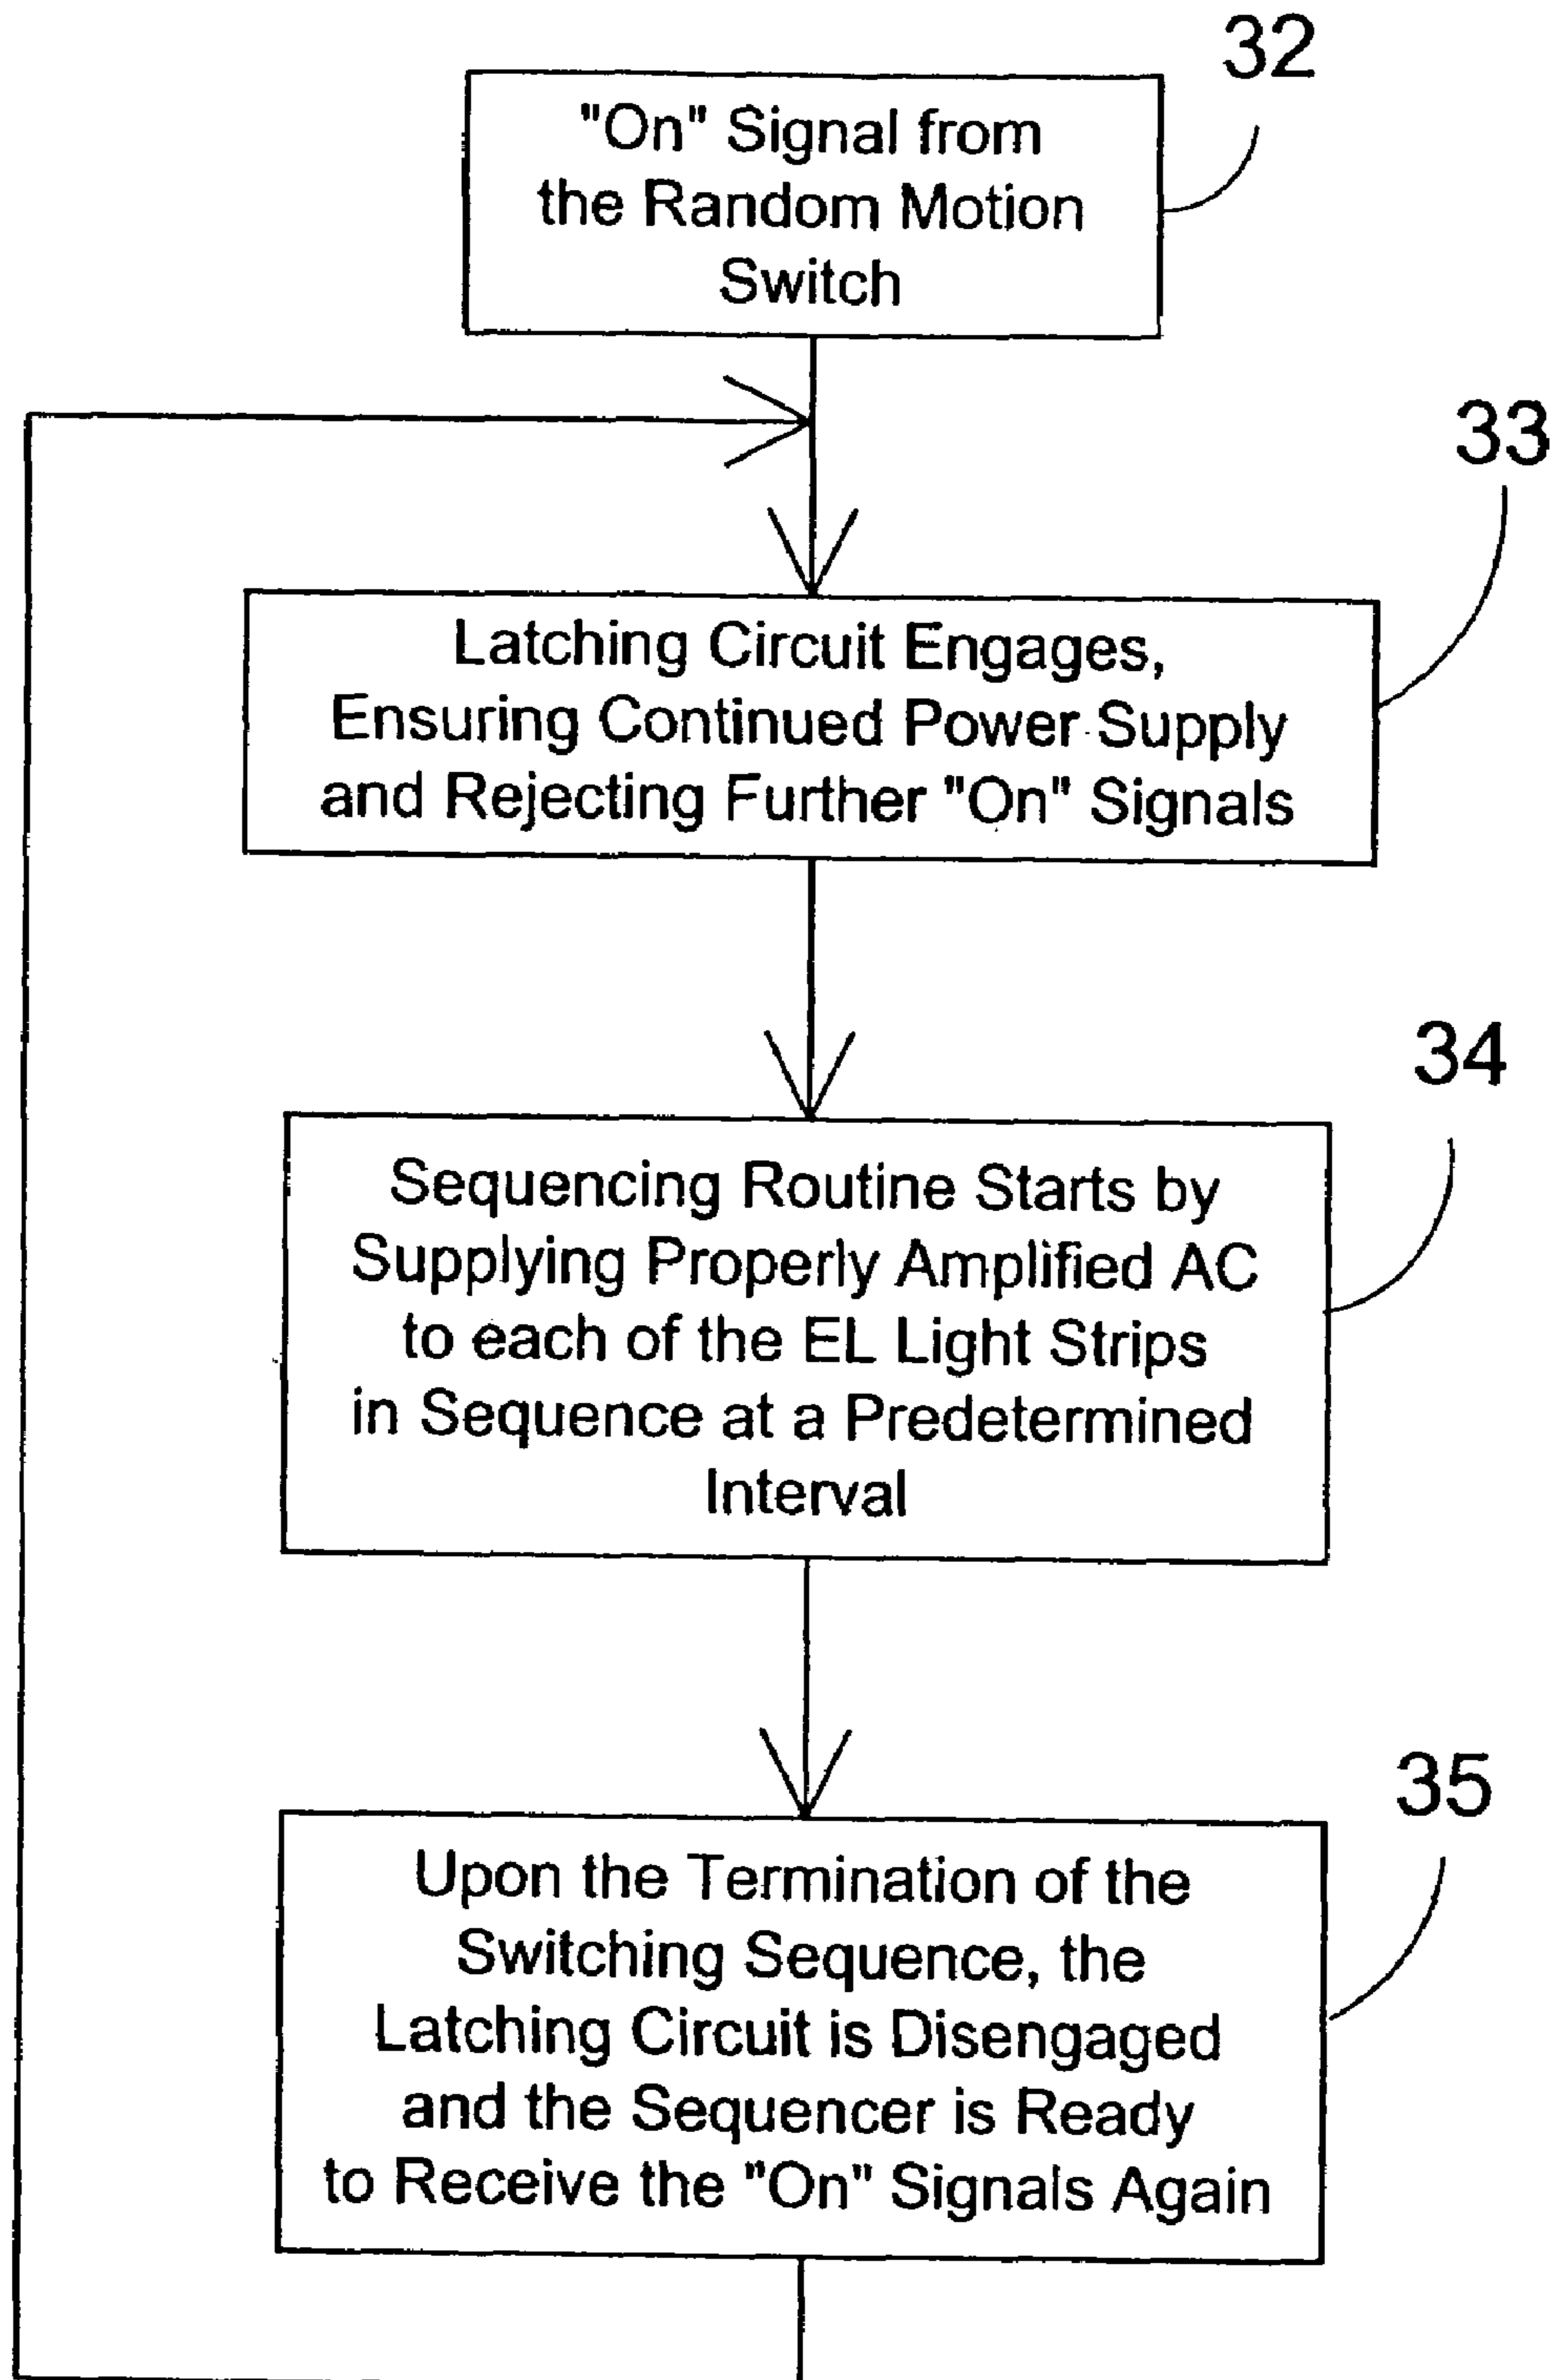 32
"On" Signal from
the Random Motion
Switch
33
Latching Circuit Engages,
Ensuring Continued Power Supply
and Rejecting Further "On" Signals
34
Sequencing Routine Starts by
Supplying Properly Amplified AC
to each of the EL Light Strips
in Sequence at a Predetermined
Interval
35
Upon the Termination of the
Switching Sequence, the
Latching Circuit is Disengaged
and the Sequencer is Ready
to Receive the "On" Signals Again